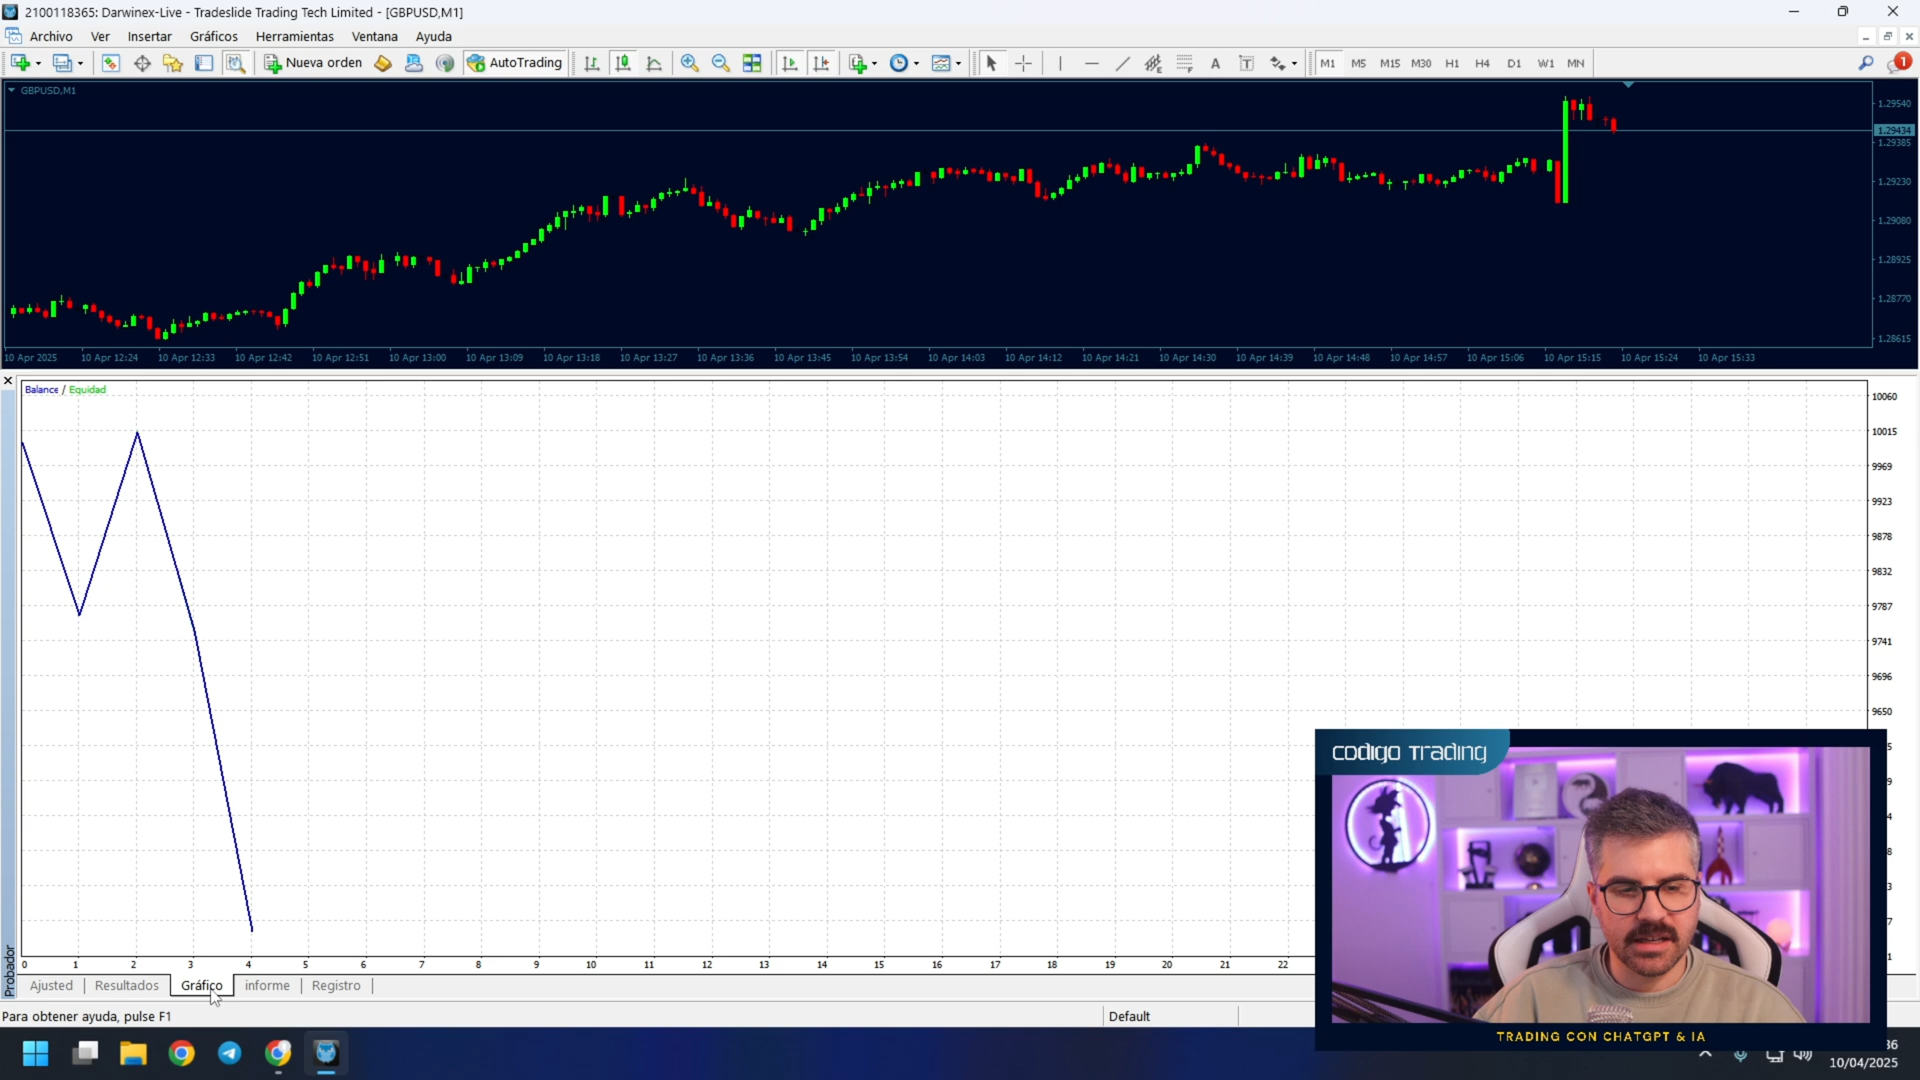 2100118365: Darwinex-Live - Tradeslide Trading Tech Limited - [GBPUSD,M1]
Archivo Ver Insertar Gráficos Herramientas Ventana Ayuda
Nueva orden AutoTrading A T M1 M5 M15 M30 H1 H4 D1 W1 MN 1
GBPUSD,M1
1.29540
1.29434
1.29385
1.29230
1.29080
1.28925
1.28770
1.28615
10 Apr 2025 10 Apr 12:24 10 Apr 12:33 10 Apr 12:42 10 Apr 12:51 10 Apr 13:00 10 Apr 13:09 10 Apr 13:18 10 Apr 13:27 10 Apr 13:36 10 Apr 13:45 10 Apr 13:54 10 Apr 14:03 10 Apr 14:12 10 Apr 14:21 10 Apr 14:30 10 Apr 14:39 10 Apr 14:48 10 Apr 14:57 10 Apr 15:06 10 Apr 15:15 10 Apr 15:24 10 Apr 15:33
Balance / Equidad
10060
10015
9969
9923
9878
9832
9787
9741
9696
9650
codigo Trading
0 1 2 3 4 5 6 7 8 9 10 11 12 13 14 15 16 17 18 19 20 21 22
Probador
Ajusted Resultados Gráfico informe Registro
Para obtener ayuda, pulse F1
Default
TRADING CON CHATGPT & IA
10/04/2025